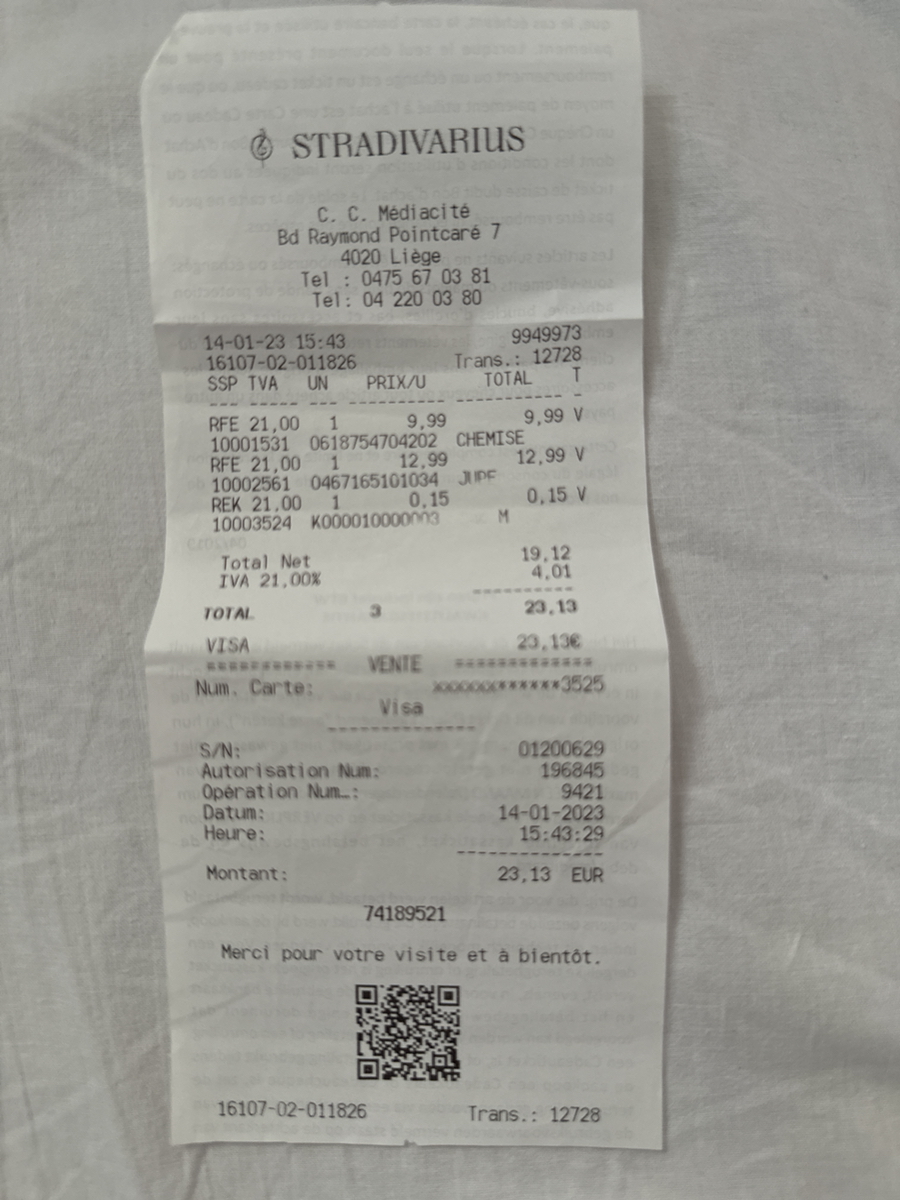 STRADIVARIUS
C. C. Médiacité
Bd Raymond Pointcaré 7
4020 Liège
Tel : 0475 67 03 81
Tel: 04 220 03 80
14-01-23 15:43 9949973
16107-02-011826 Trans.: 12728
SSP TVA UN PRIX/U TOTAL T
--- --- --- ---------- ----------- -
RFE 21,00 1 9,99 9,99 V
10001531 0618754704202 CHEMISE
RFE 21,00 1 12,99 12,99 V
10002561 0467165101034 JUPE
REK 21,00 1 0,15 0,15 V
10003524 K000010000003 M
Total Net 19,12
IVA 21,00% 4,01
-----------
TOTAL 3 23,13
VISA 23,13€
============ VENTE =============
Num. Carte: ************3525
Visa
--------------
S/N: 01200629
Autorisation Num: 196845
Opération Num…: 9421
Datum: 14-01-2023
Heure: 15:43:29
--------------
Montant: 23,13 EUR
74189521
Merci pour votre visite et à bientôt.
16107-02-011826 Trans.: 12728